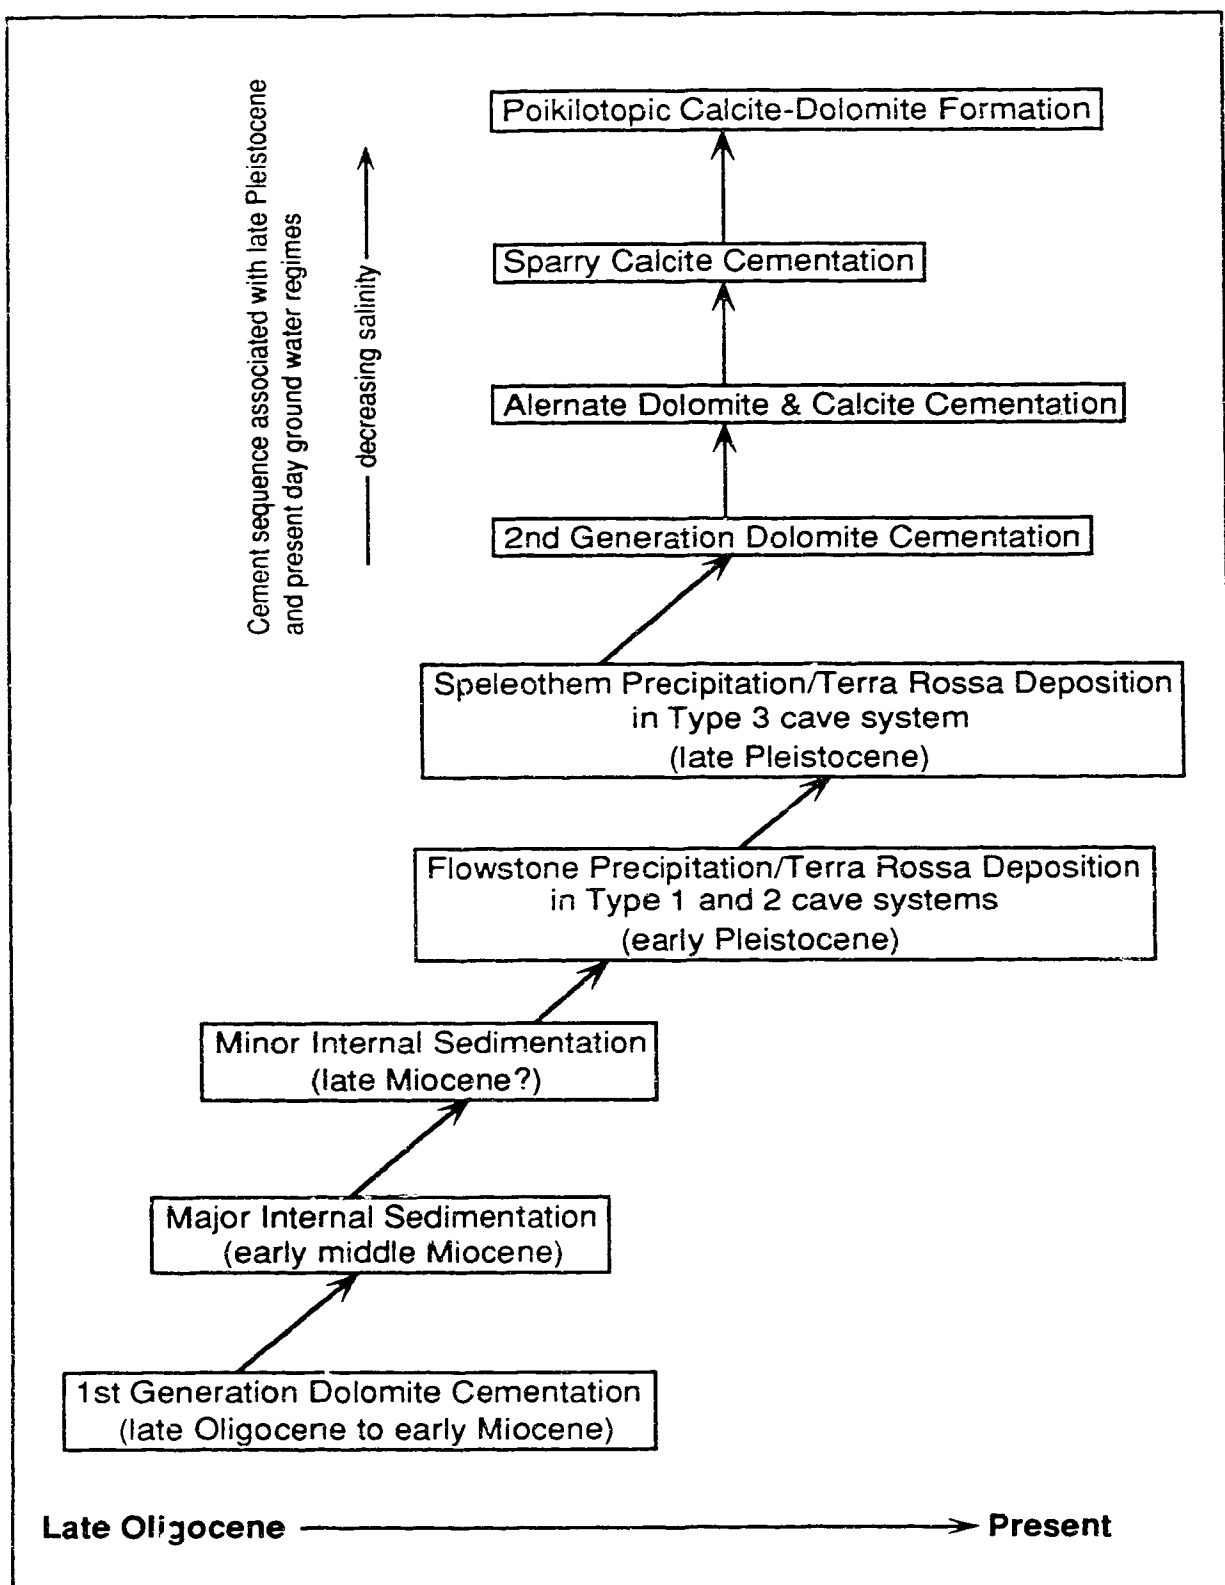 Cement sequence associated with late Pleistocene
and present day ground water regimes
decreasing salinity
Poikilotopic Calcite-Dolomite Formation
Sparry Calcite Cementation
Alernate Dolomite & Calcite Cementation
2nd Generation Dolomite Cementation
Speleothem Precipitation/Terra Rossa Deposition
in Type 3 cave system
(late Pleistocene)
Flowstone Precipitation/Terra Rossa Deposition
in Type 1 and 2 cave systems
(early Pleistocene)
Minor Internal Sedimentation
(late Miocene?)
Major Internal Sedimentation
(early middle Miocene)
1st Generation Dolomite Cementation
(late Oligocene to early Miocene)
Late Oligocene
Present